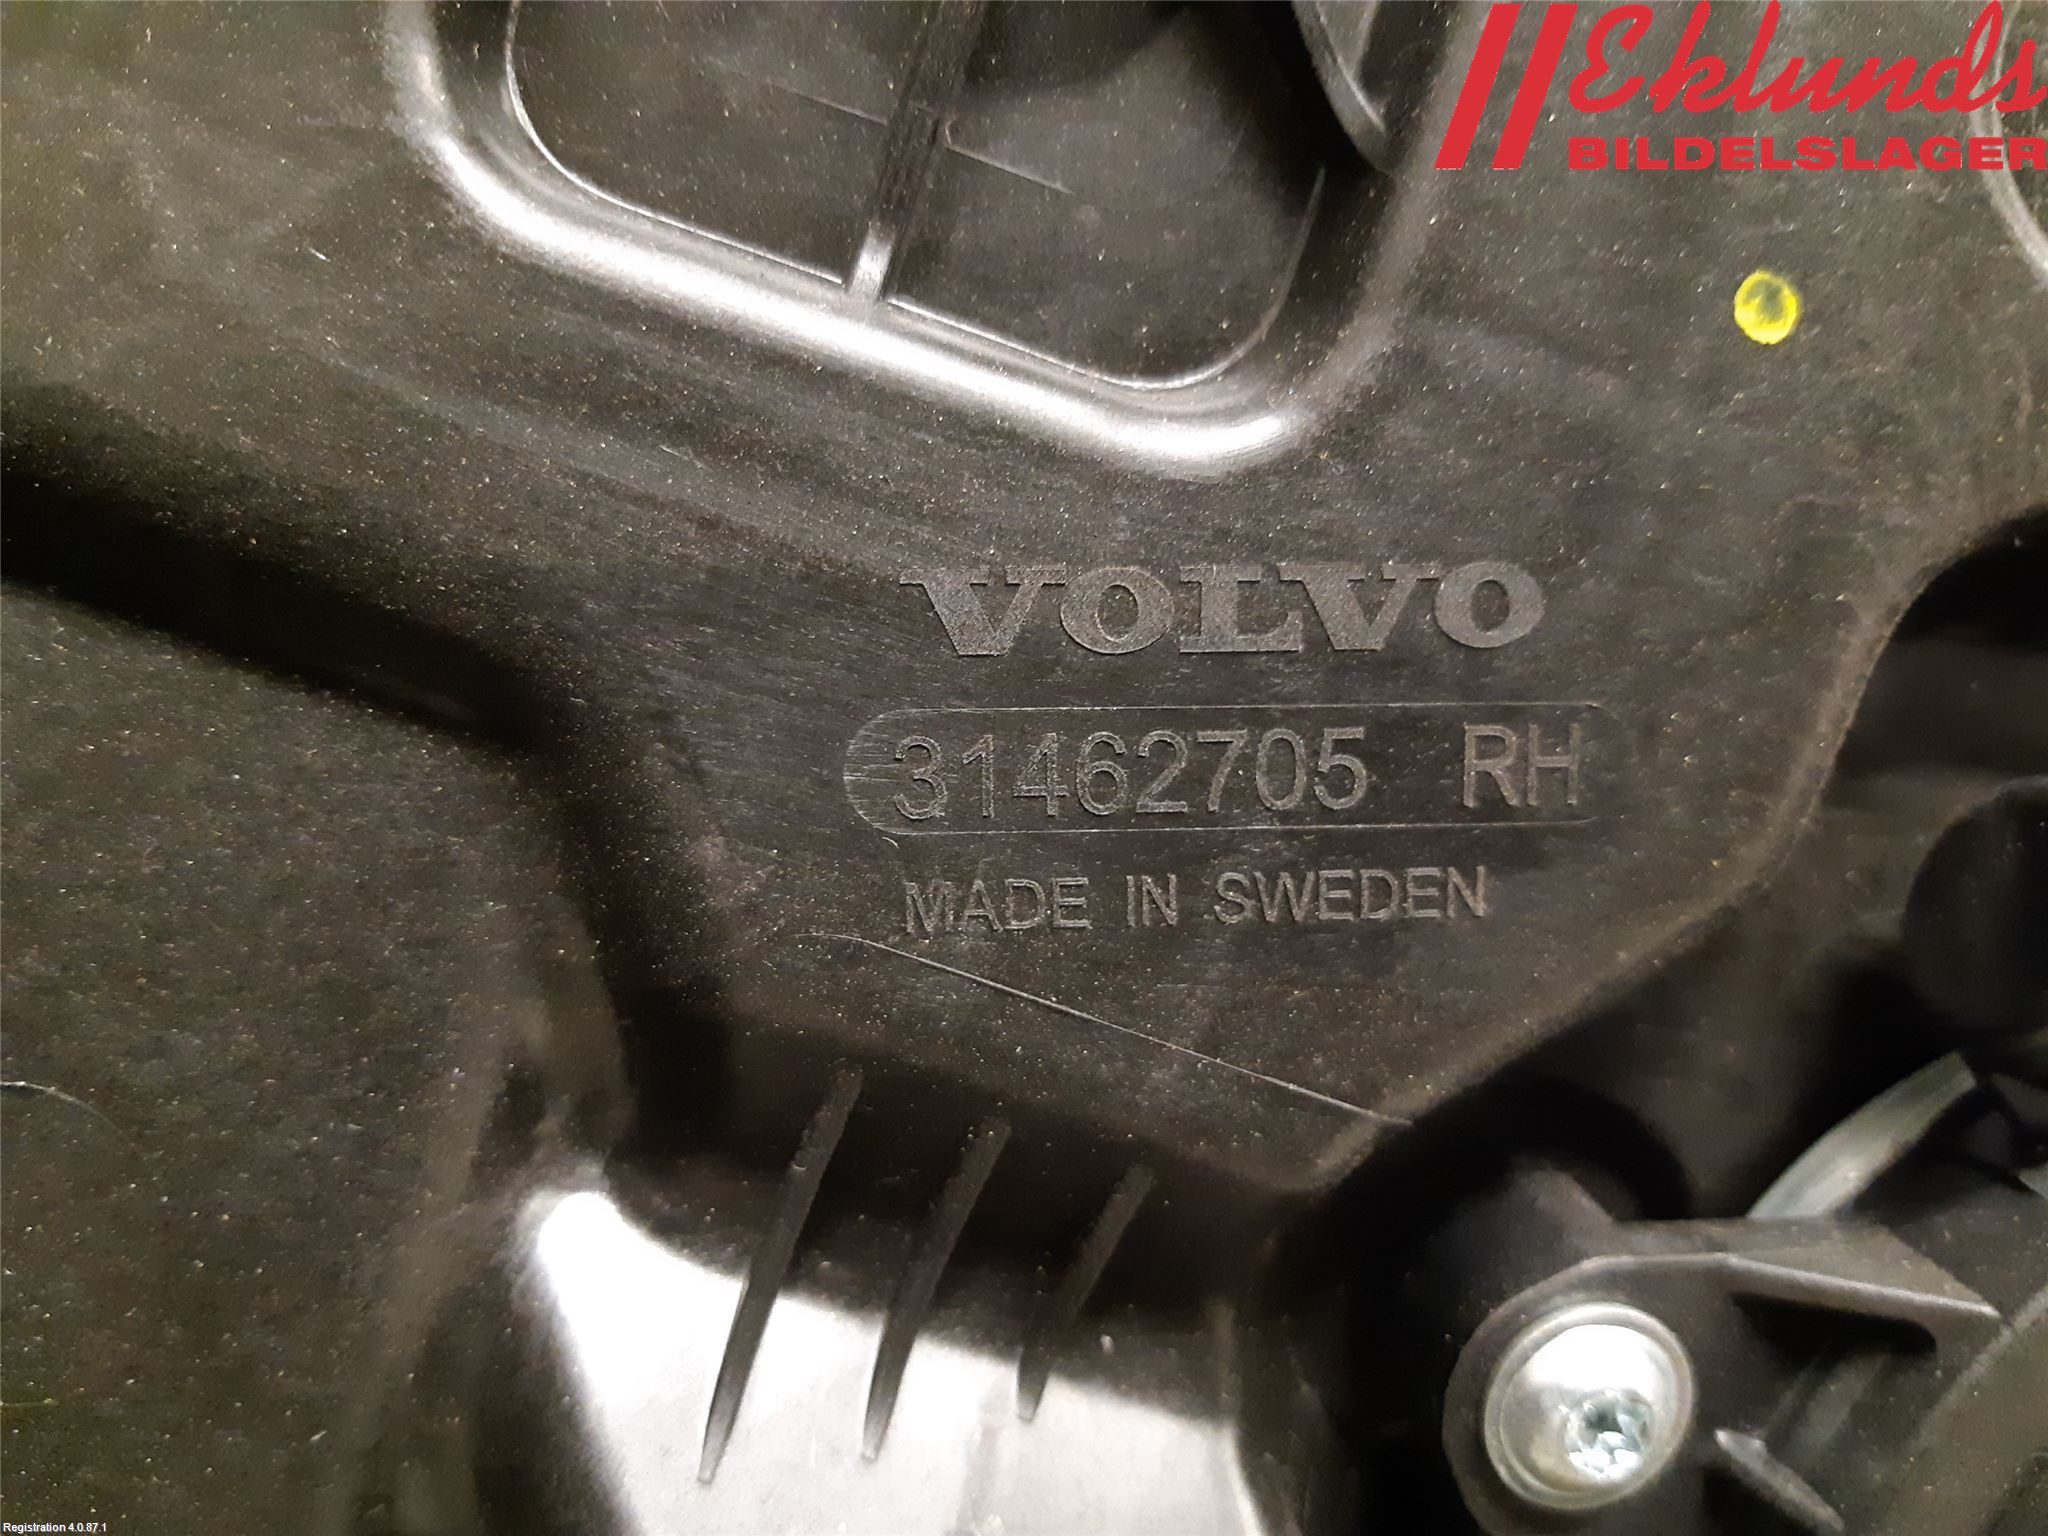 Eklunds
BILDELSLAGER
VOLVO
31462705 RH
MADE IN SWEDEN
Registration 4.0.87.1